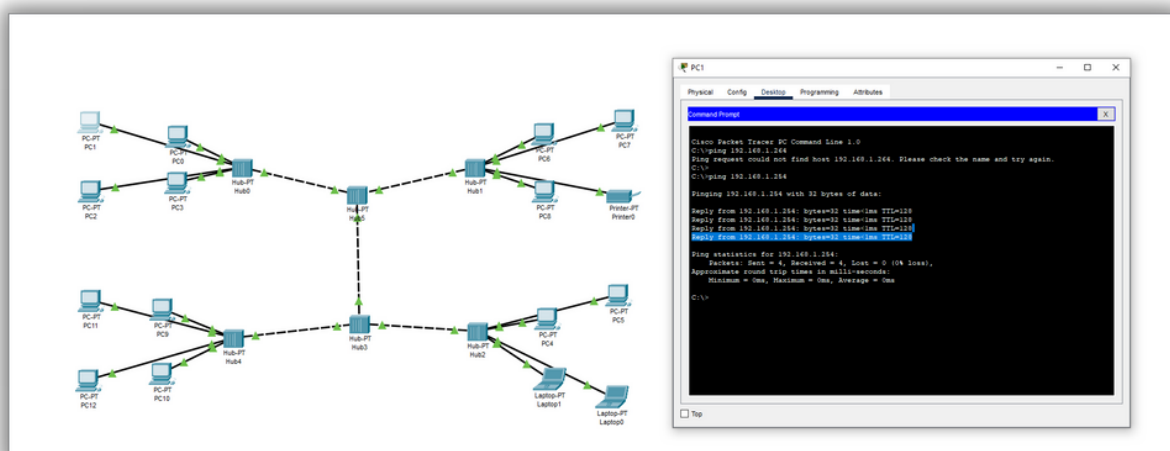 PC-PT
PC1
PC-PT
PC0
PC-PT
PC2
PC-PT
PC3
Hub-PT
Hub0
Hub-PT
Hub5
Hub-PT
Hub1
PC-PT
PC6
PC-PT
PC7
PC-PT
PC8
Printer-PT
Printer0
PC-PT
PC11
PC-PT
PC9
PC-PT
PC12
PC-PT
PC10
Hub-PT
Hub4
Hub-PT
Hub3
Hub-PT
Hub2
PC-PT
PC4
PC-PT
PC5
Laptop-PT
Laptop1
Laptop-PT
Laptop0
PC1
Physical Config Desktop Programming Attributes
Command Prompt
X
Cisco Packet Tracer PC Command Line 1.0
C:\>ping 192.168.1.264
Ping request could not find host 192.168.1.264. Please check the name and try again.
C:\>
C:\>ping 192.168.1.254
Pinging 192.168.1.254 with 32 bytes of data:
Reply from 192.168.1.254: bytes=32 time<1ms TTL=128
Reply from 192.168.1.254: bytes=32 time<1ms TTL=128
Reply from 192.168.1.254: bytes=32 time<1ms TTL=128
Reply from 192.168.1.254: bytes=32 time<1ms TTL=128
Ping statistics for 192.168.1.254:
Packets: Sent = 4, Received = 4, Lost = 0 (0% loss),
Approximate round trip times in milli-seconds:
Minimum = 0ms, Maximum = 0ms, Average = 0ms
C:\>
Top